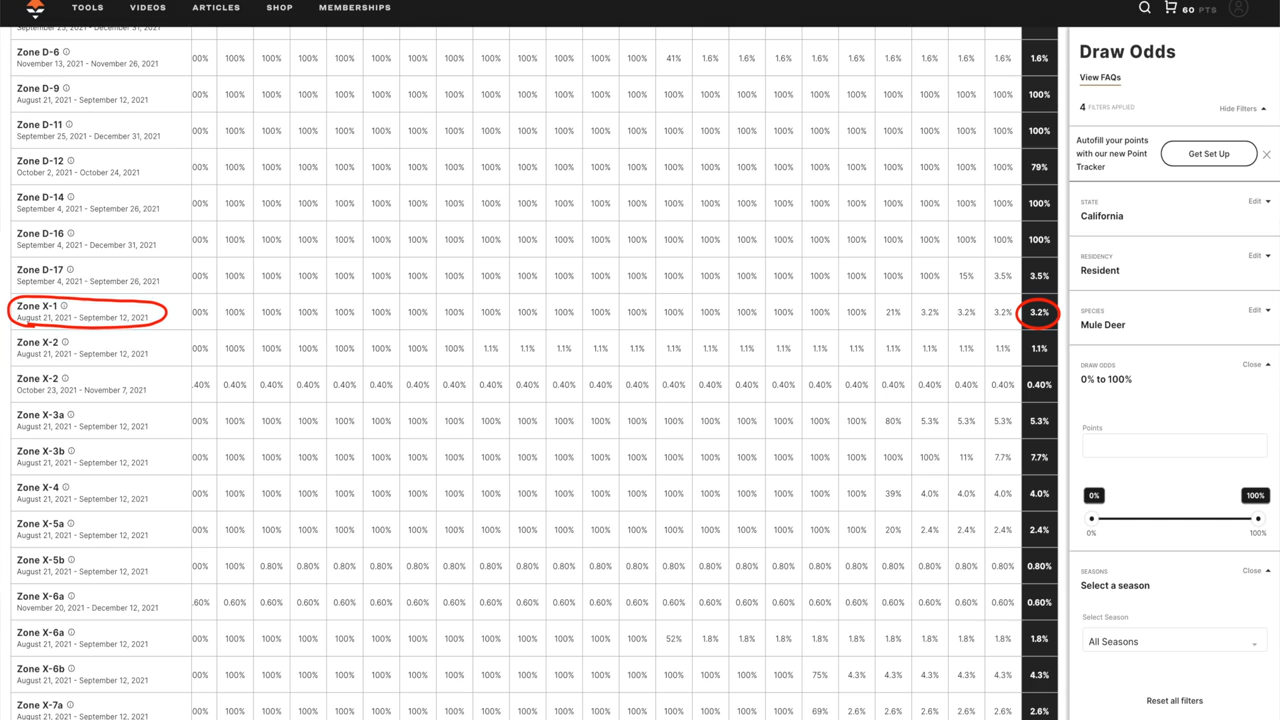 TOOLS VIDEOS ARTICLES SHOP MEMBERSHIPS 60 PTS
September 25, 2021 - December 31, 2021
Zone D-6
November 13, 2021 - November 26, 2021
00% 100% 100% 100% 100% 100% 100% 100% 100% 100% 100% 100% 100% 41% 1.6% 1.6% 1.6% 1.6% 1.6% 1.6% 1.6% 1.6% 1.6% 1.6%
Zone D-9
August 21, 2021 - September 12, 2021
00% 100% 100% 100% 100% 100% 100% 100% 100% 100% 100% 100% 100% 100% 100% 100% 100% 100% 100% 100% 100% 100% 100% 100%
Zone D-11
September 25, 2021 - December 31, 2021
00% 100% 100% 100% 100% 100% 100% 100% 100% 100% 100% 100% 100% 100% 100% 100% 100% 100% 100% 100% 100% 100% 100% 100%
Zone D-12
October 2, 2021 - October 24, 2021
00% 100% 100% 100% 100% 100% 100% 100% 100% 100% 100% 100% 100% 100% 100% 100% 100% 100% 100% 100% 100% 100% 100% 79%
Zone D-14
September 4, 2021 - September 26, 2021
00% 100% 100% 100% 100% 100% 100% 100% 100% 100% 100% 100% 100% 100% 100% 100% 100% 100% 100% 100% 100% 100% 100% 100%
Zone D-16
September 4, 2021 - December 31, 2021
00% 100% 100% 100% 100% 100% 100% 100% 100% 100% 100% 100% 100% 100% 100% 100% 100% 100% 100% 100% 100% 100% 100% 100%
Zone D-17
September 4, 2021 - September 26, 2021
00% 100% 100% 100% 100% 100% 100% 100% 100% 100% 100% 100% 100% 100% 100% 100% 100% 100% 100% 100% 100% 15% 3.5% 3.5%
Zone X-1
August 21, 2021 - September 12, 2021
00% 100% 100% 100% 100% 100% 100% 100% 100% 100% 100% 100% 100% 100% 100% 100% 100% 100% 100% 21% 3.2% 3.2% 3.2% 3.2%
Zone X-2
August 21, 2021 - September 12, 2021
00% 100% 100% 100% 100% 100% 100% 100% 1.1% 1.1% 1.1% 1.1% 1.1% 1.1% 1.1% 1.1% 1.1% 1.1% 1.1% 1.1% 1.1% 1.1% 1.1% 1.1%
Zone X-2
October 23, 2021 - November 7, 2021
.40% 0.40% 0.40% 0.40% 0.40% 0.40% 0.40% 0.40% 0.40% 0.40% 0.40% 0.40% 0.40% 0.40% 0.40% 0.40% 0.40% 0.40% 0.40% 0.40% 0.40% 0.40% 0.40% 0.40%
Zone X-3a
August 21, 2021 - September 12, 2021
00% 100% 100% 100% 100% 100% 100% 100% 100% 100% 100% 100% 100% 100% 100% 100% 100% 100% 100% 80% 5.3% 5.3% 5.3% 5.3%
Zone X-3b
August 21, 2021 - September 12, 2021
00% 100% 100% 100% 100% 100% 100% 100% 100% 100% 100% 100% 100% 100% 100% 100% 100% 100% 100% 100% 100% 11% 7.7% 7.7%
Zone X-4
August 21, 2021 - September 12, 2021
00% 100% 100% 100% 100% 100% 100% 100% 100% 100% 100% 100% 100% 100% 100% 100% 100% 100% 100% 39% 4.0% 4.0% 4.0% 4.0%
Zone X-5a
August 21, 2021 - September 12, 2021
00% 100% 100% 100% 100% 100% 100% 100% 100% 100% 100% 100% 100% 100% 100% 100% 100% 100% 100% 20% 2.4% 2.4% 2.4% 2.4%
Zone X-5b
August 21, 2021 - September 12, 2021
00% 100% 0.80% 0.80% 0.80% 0.80% 0.80% 0.80% 0.80% 0.80% 0.80% 0.80% 0.80% 0.80% 0.80% 0.80% 0.80% 0.80% 0.80% 0.80% 0.80% 0.80% 0.80% 0.80%
Zone X-6a
November 20, 2021 - December 12, 2021
.60% 0.60% 0.60% 0.60% 0.60% 0.60% 0.60% 0.60% 0.60% 0.60% 0.60% 0.60% 0.60% 0.60% 0.60% 0.60% 0.60% 0.60% 0.60% 0.60% 0.60% 0.60% 0.60% 0.60%
Zone X-6a
August 21, 2021 - September 12, 2021
00% 100% 100% 100% 100% 100% 100% 100% 100% 100% 100% 100% 100% 52% 1.8% 1.8% 1.8% 1.8% 1.8% 1.8% 1.8% 1.8% 1.8% 1.8%
Zone X-6b
August 21, 2021 - September 12, 2021
00% 100% 100% 100% 100% 100% 100% 100% 100% 100% 100% 100% 100% 100% 100% 100% 100% 75% 4.3% 4.3% 4.3% 4.3% 4.3% 4.3%
Zone X-7a
August 21, 2021 - September 12, 2021
00% 100% 100% 100% 100% 100% 100% 100% 100% 100% 100% 100% 100% 100% 100% 100% 100% 69% 2.6% 2.6% 2.6% 2.6% 2.6% 2.6%
Draw Odds
View FAQs
4 FILTERS APPLIED Hide Filters
Autofill your points
with our new Point
Tracker
Get Set Up
STATE Edit
California
RESIDENCY Edit
Resident
SPECIES Edit
Mule Deer
DRAW ODDS Close
0% to 100%
Points
0% 100%
0% 100%
SEASONS Close
Select a season
Select Season
All Seasons
Reset all filters